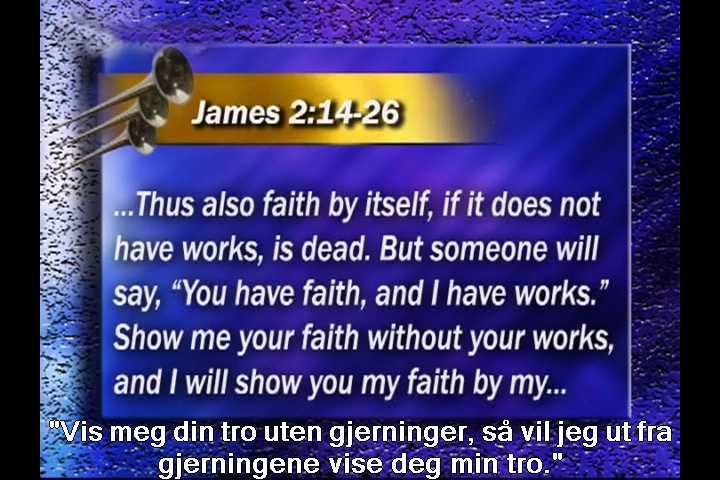 James 2:14-26
...Thus also faith by itself, if it does not
have works, is dead. But someone will
say, “You have faith, and I have works.”
Show me your faith without your works,
and I will show you my faith by my...
"Vis meg din tro uten gjerninger, så vil jeg ut fra
gjerningene vise deg min tro."